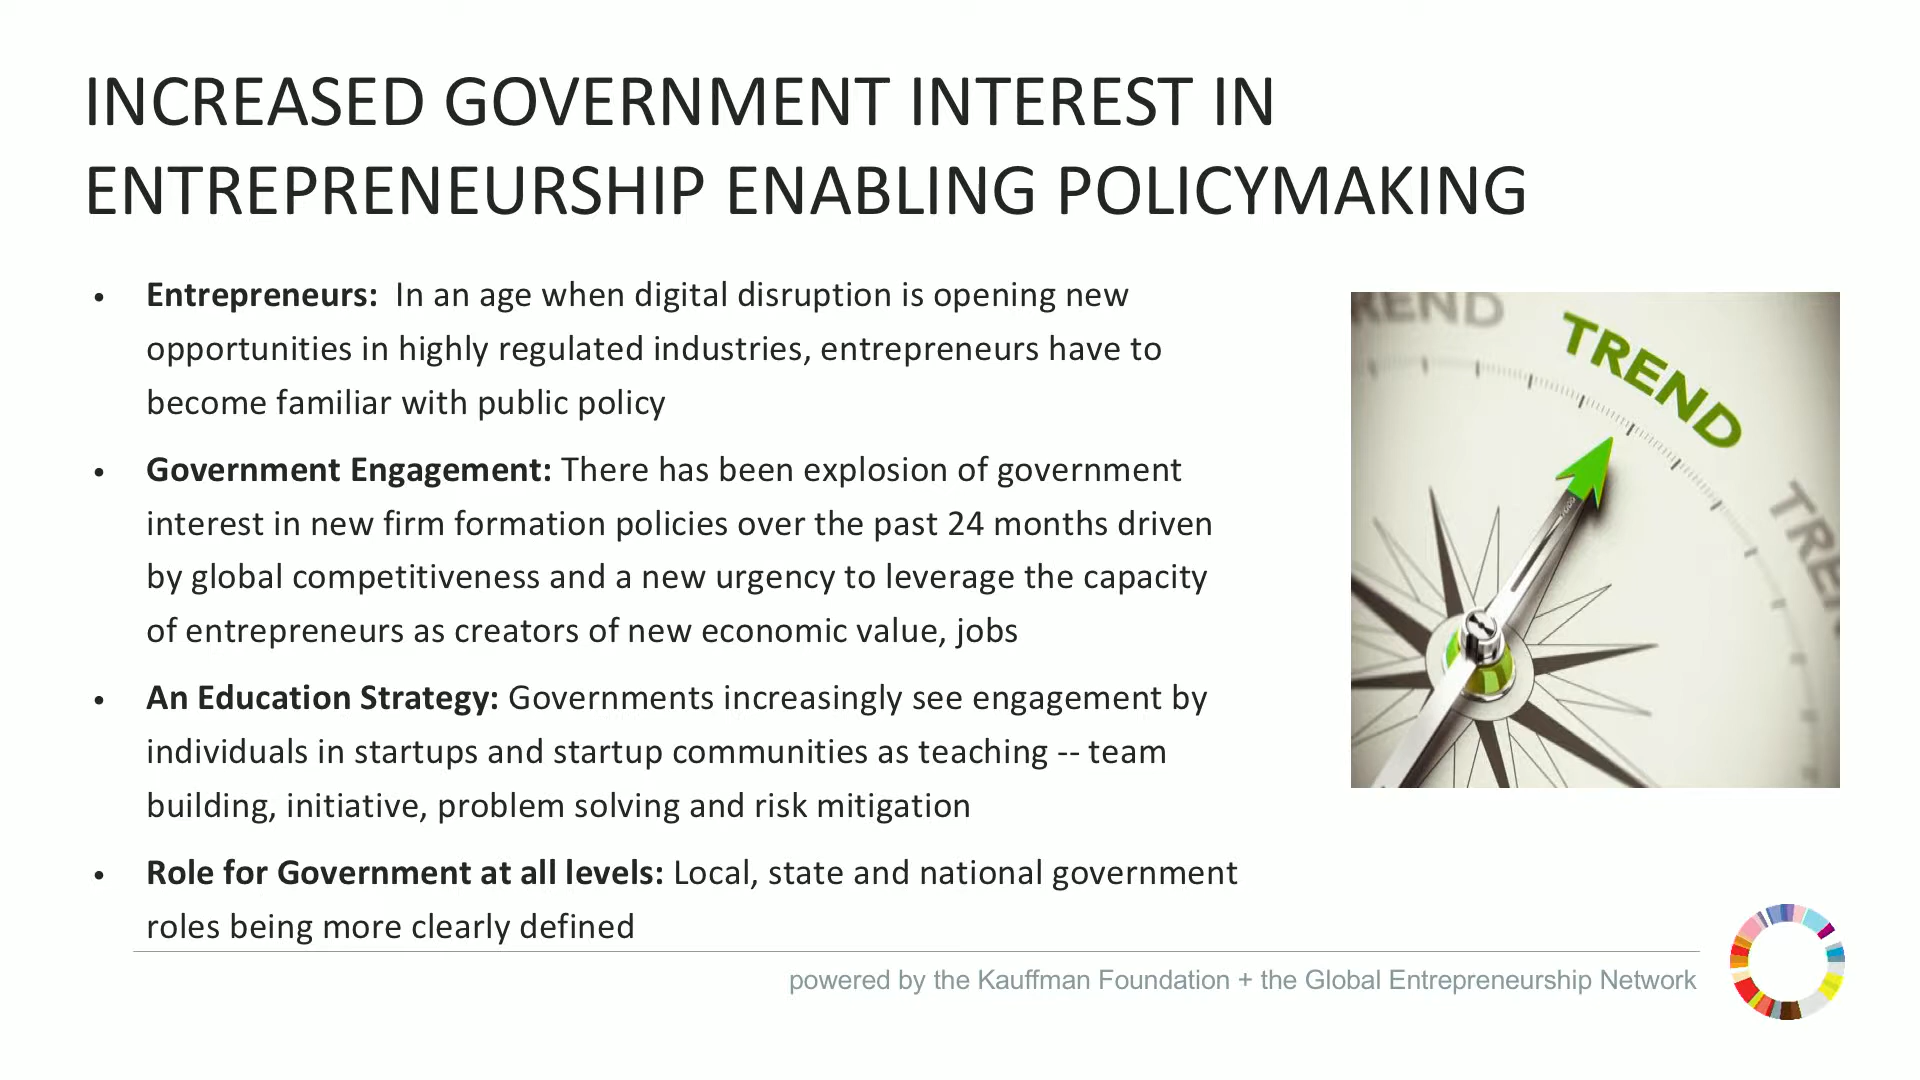 INCREASED GOVERNMENT INTEREST IN
ENTREPRENEURSHIP ENABLING POLICYMAKING
• Entrepreneurs: In an age when digital disruption is opening new
opportunities in highly regulated industries, entrepreneurs have to
become familiar with public policy
• Government Engagement: There has been explosion of government
interest in new firm formation policies over the past 24 months driven
by global competitiveness and a new urgency to leverage the capacity
of entrepreneurs as creators of new economic value, jobs
• An Education Strategy: Governments increasingly see engagement by
individuals in startups and startup communities as teaching -- team
building, initiative, problem solving and risk mitigation
• Role for Government at all levels: Local, state and national government
roles being more clearly defined
REND
TREND
TRE
powered by the Kauffman Foundation + the Global Entrepreneurship Network